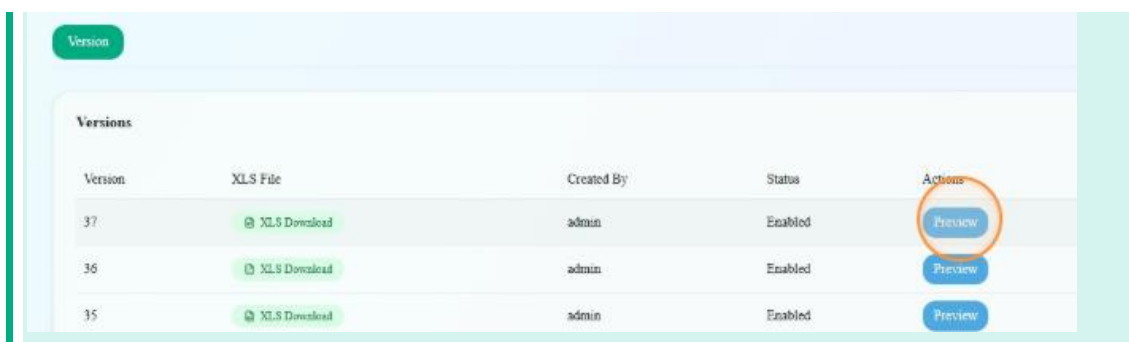 Version
Versions
Version XLS File Created By Status Actions
37 XLS Download admin Enabled Preview
36 XLS Download admin Enabled Preview
35 XLS Download admin Enabled Preview